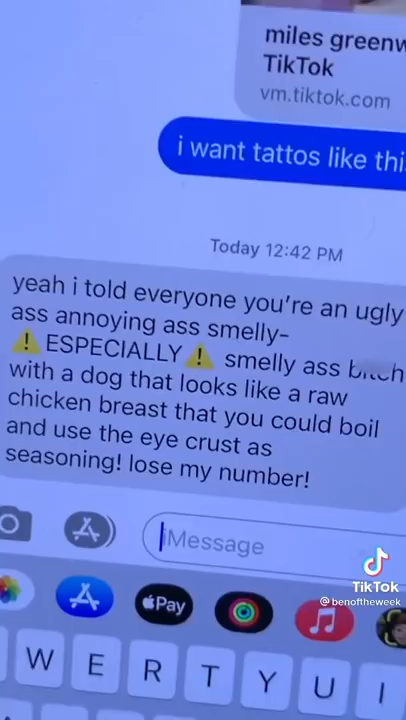 miles greenw
TikTok
vm.tiktok.com
i want tattos like thi
Today 12:42 PM
yeah i told everyone you're an ugly
ass annoying ass smelly-
⚠️ ESPECIALLY ⚠️ smelly ass bitch
with a dog that looks like a raw
chicken breast that you could boil
and use the eye crust as
seasoning! lose my number!
iMessage
TikTok
@benoftheweek
Pay
W E R T Y U I